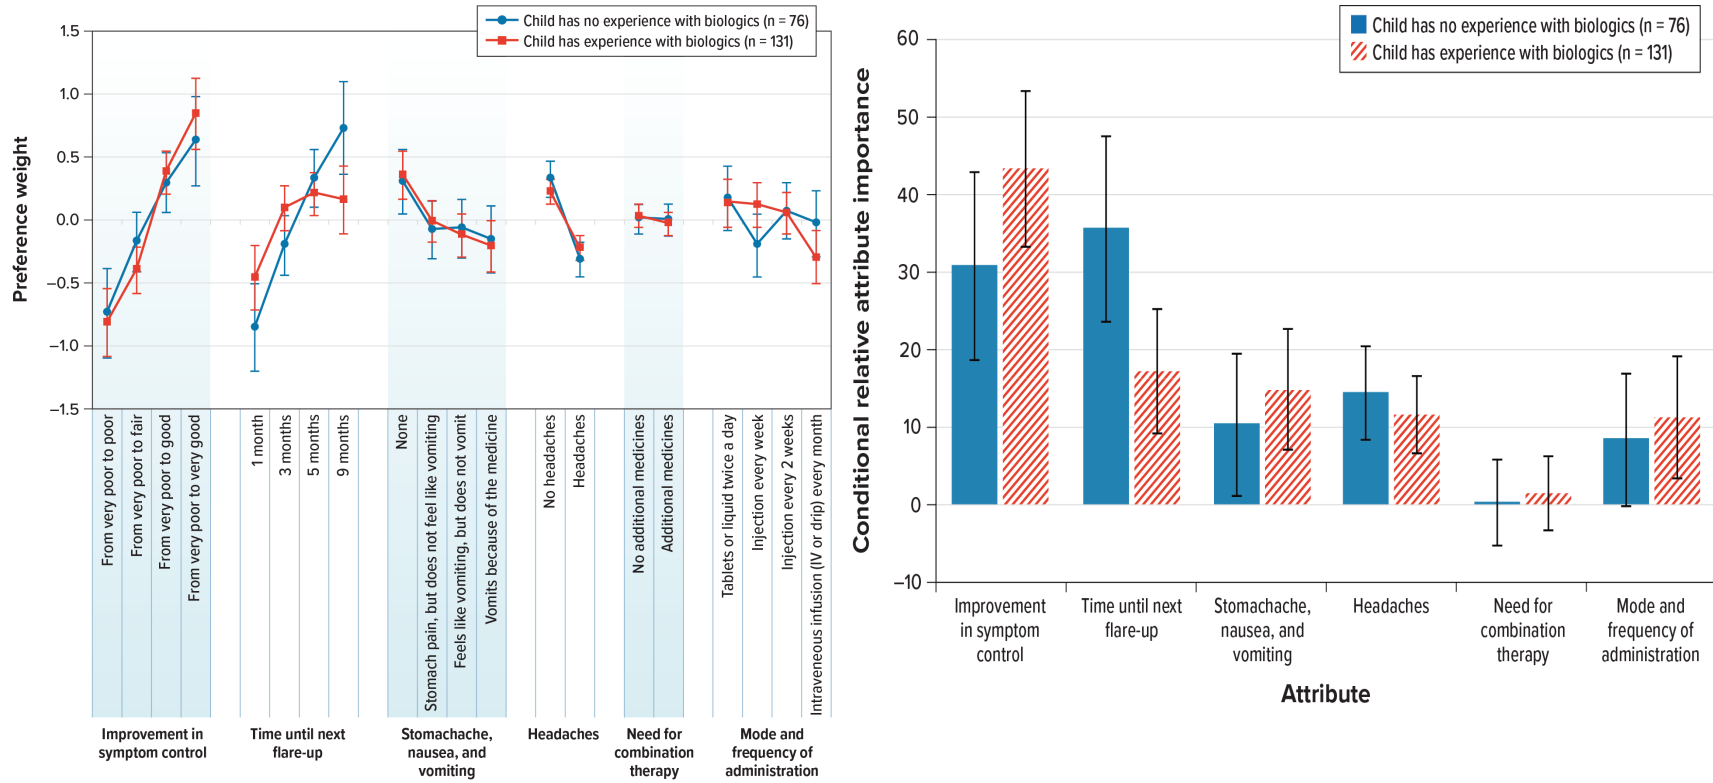 Child has no experience with biologics (n = 76)
Child has experience with biologics (n = 131)
Preference weight
1.5
1.0
0.5
0.0
−0.5
−1.0
−1.5
From very poor to poor
From very poor to fair
From very poor to good
From very poor to very good
1 month
3 months
5 months
9 months
None
Stomach pain, but does not feel like vomiting
Feels like vomiting, but does not vomit
Vomits because of the medicine
No headaches
Headaches
No additional medicines
Additional medicines
Tablets or liquid twice a day
Injection every week
Injection every 2 weeks
Intraveneous infusion (IV or drip) every month
Improvement in
symptom control
Time until next
flare-up
Stomachache,
nausea, and
vomiting
Headaches
Need for
combination
therapy
Mode and
frequency of
administration
Child has no experience with biologics (n = 76)
Child has experience with biologics (n = 131)
Conditional relative attribute importance
60
50
40
30
20
10
0
−10
Improvement
in symptom
control
Time until next
flare-up
Stomachache,
nausea, and
vomiting
Headaches
Need for
combination
therapy
Mode and
frequency of
administration
Attribute